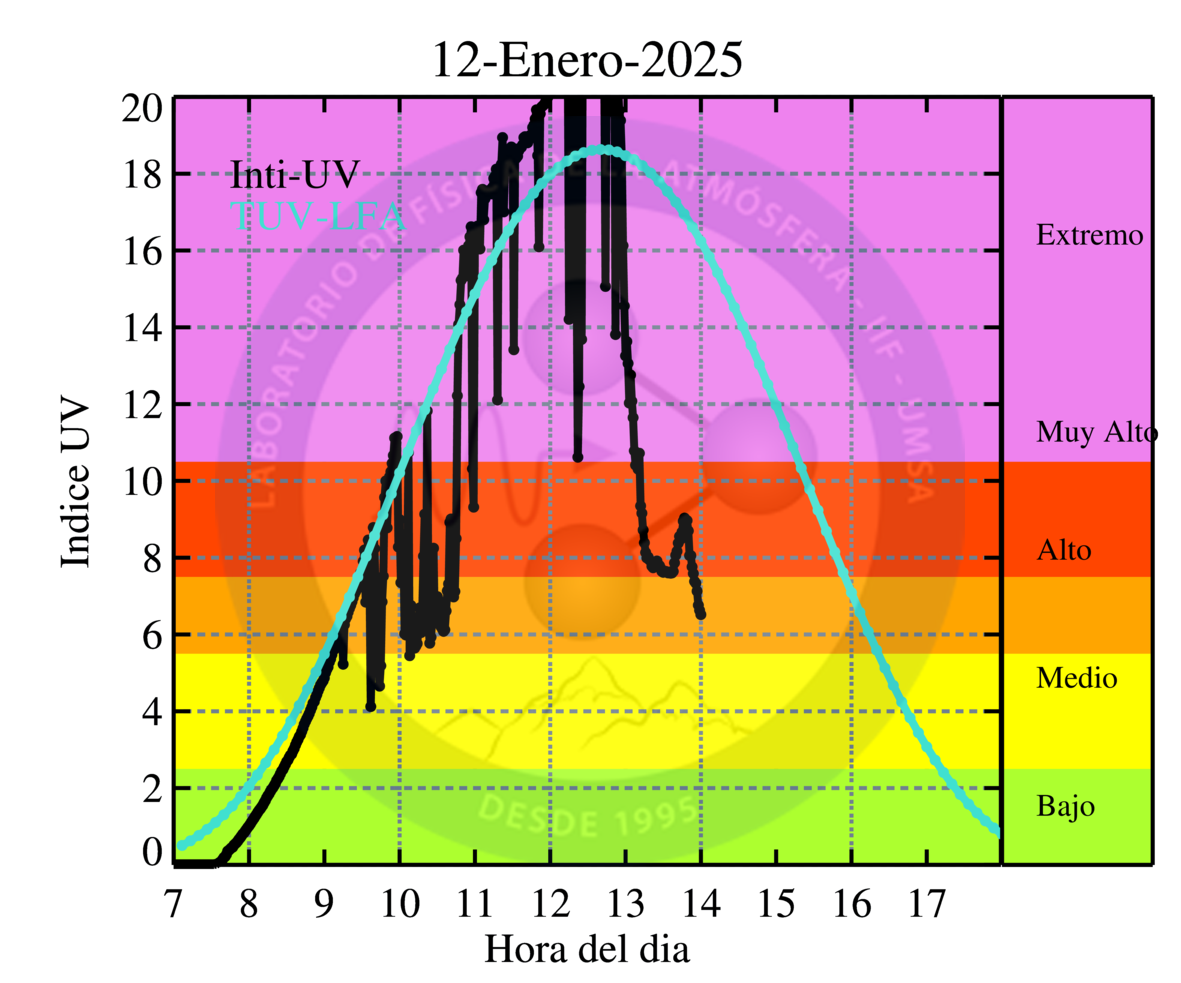 12-Enero-2025
Inti-UV
TUV-LFA
LABORATORIO DE FÍSICA DE LA ATMÓSFERA - IIF - UMSA
DESDE 1995
Indice UV
20
18
16
14
12
10
8
6
4
2
0
7 8 9 10 11 12 13 14 15 16 17
Hora del dia
Extremo
Muy Alto
Alto
Medio
Bajo